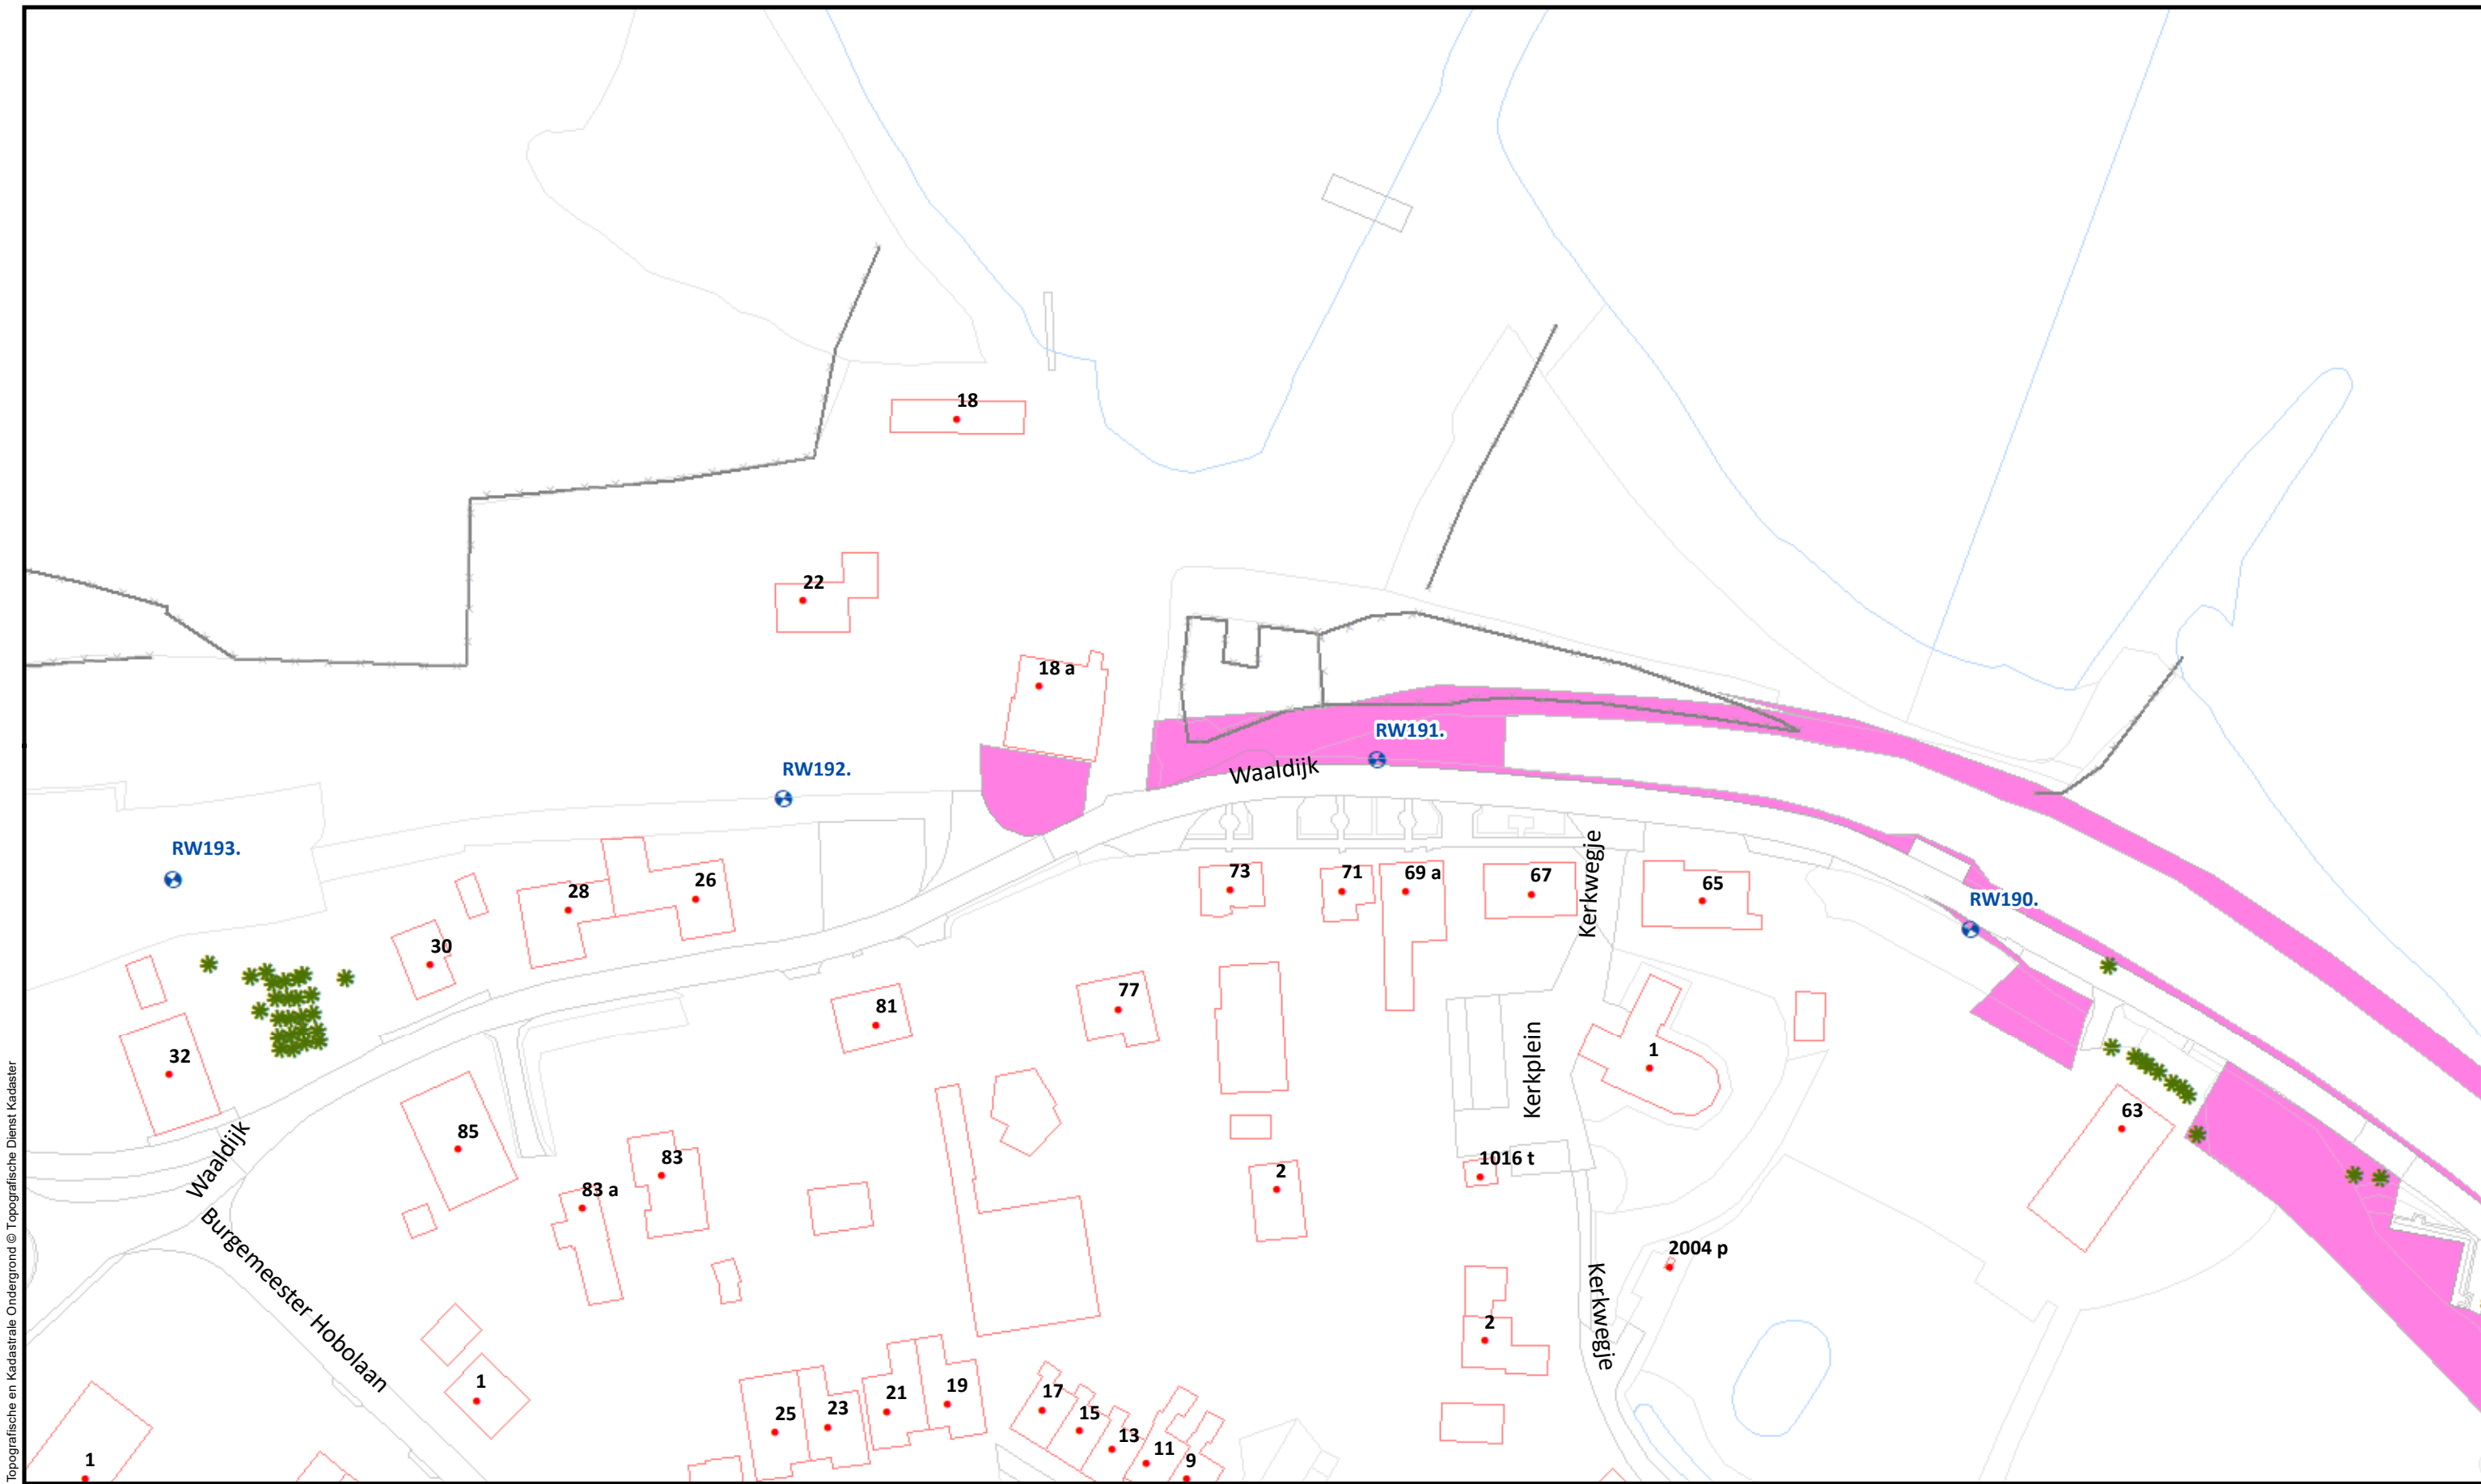 18
22
18 a
RW191.
RW192.
Waaldijk
RW193.
Kerkwegje
73
71
69 a
67
65
28
26
RW190.
30
81
77
32
Kerkplein
1
85
63
Waaldijk
83
1016 t
2
83 a
Burgemeester Hobolaan
2004 p
Kerkwegje
2
1
25
23
21
19
17
15
13
11
9
1
Topografische en Kadastrale Ondergrond © Topografische Dienst Kadaster